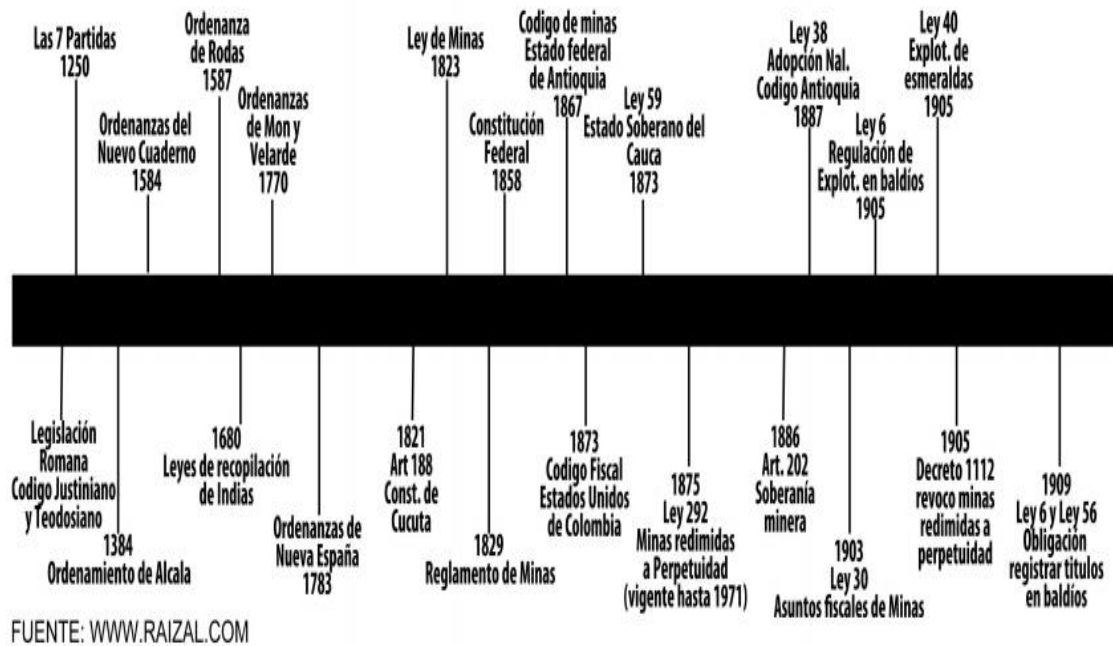 Las 7 Partidas
1250
Ordenanzas del
Nuevo Cuaderno
1584
Ordenanza
de Rodas
1587
Ordenanzas
de Mon y
Velarde
1770
Ley de Minas
1823
Constitución
Federal
1858
Codigo de minas
Estado federal
de Antioquia
1867
Ley 59
Estado Soberano del
Cauca
1873
Ley 38
Adopción Nal.
Codigo Antioquia
1887
Ley 6
Regulación de
Explot. en baldíos
1905
Ley 40
Explot. de
esmeraldas
1905
Legislación
Romana
Codigo Justiniano
y Teodosiano
1384
Ordenamiento de Alcala
1680
Leyes de recopilación
de Indias
Ordenanzas de
Nueva España
1783
1821
Art 188
Const. de
Cucuta
1829
Reglamento de Minas
1873
Codigo Fiscal
Estados Unidos
de Colombia
1875
Ley 292
Minas redimidas
a Perpetuidad
(vigente hasta 1971)
1886
Art. 202
Soberanía
minera
1903
Ley 30
Asuntos fiscales de Minas
1905
Decreto 1112
revoco minas
redimidas a
perpetuidad
1909
Ley 6 y Ley 56
Obligación
registrar titulos
en baldíos
FUENTE: WWW.RAIZAL.COM